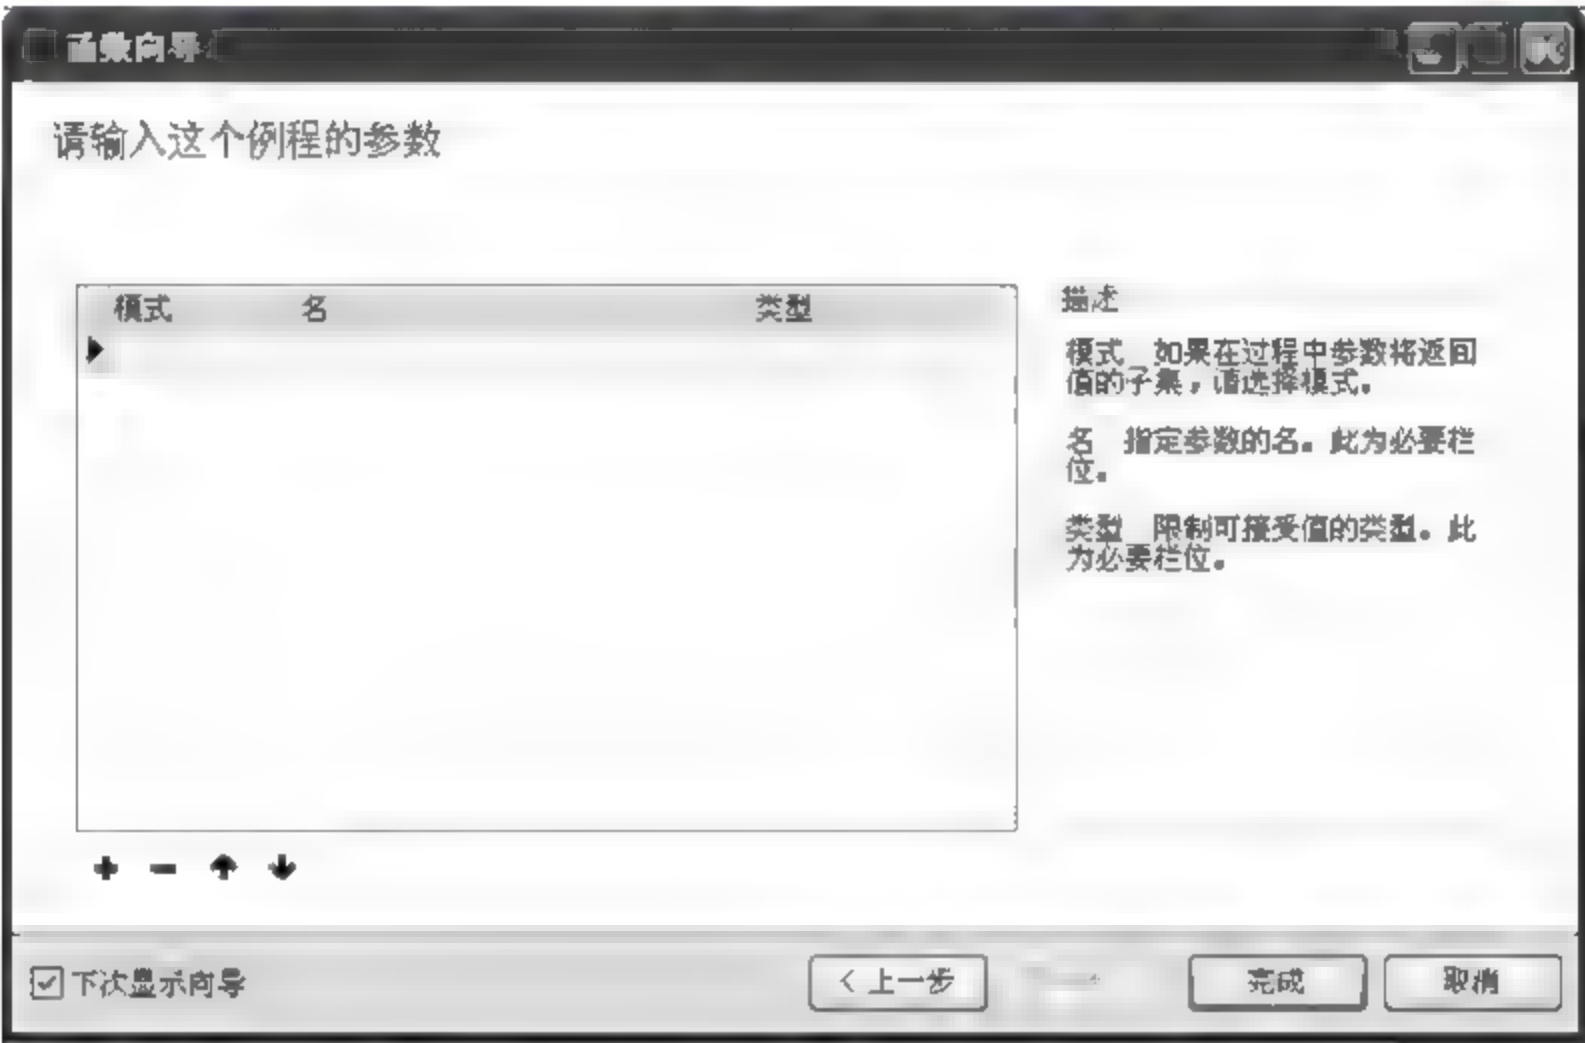 函数向导
请输入这个例程的参数
模式 名 类型
描述
模式 如果在过程中参数将返回
值的子集，请选择模式。
名 指定参数的名。此为必要栏
位。
类型 限制可接受值的类型。此
为必要栏位。
下次显示向导
< 上一步
完成
取消